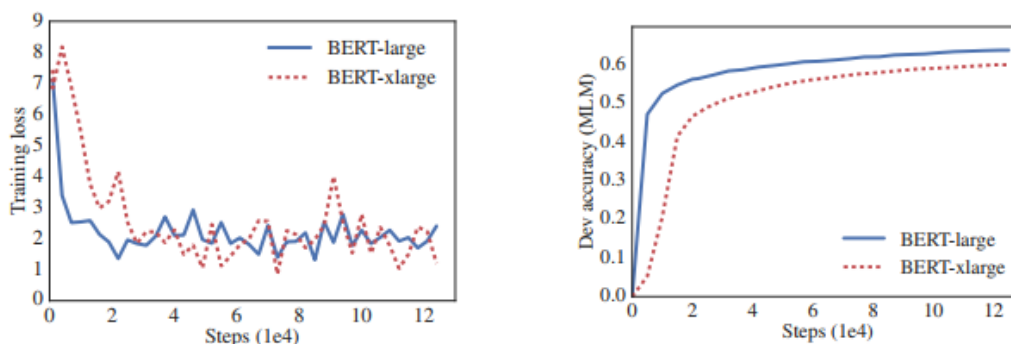 9
8
7
6
5
4
3
2
1
0
Training loss
BERT-large
BERT-xlarge
0 2 4 6 8 10 12
Steps (1e4)
0.6
0.5
0.4
0.3
0.2
0.1
0.0
Dev accuracy (MLM)
BERT-large
BERT-xlarge
0 2 4 6 8 10 12
Steps (1e4)